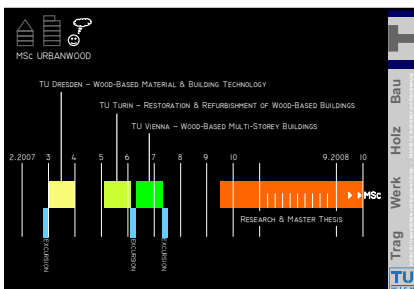 MSc URBANWOOD
TU DRESDEN – WOOD-BASED MATERIAL & BUILDING TECHNOLOGY
TU TURIN – RESTORATION & REFURBISHMENT OF WOOD-BASED BUILDINGS
TU VIENNA – WOOD-BASED MULTI-STOREY BUILDINGS
2.2007 3 4 5 6 7 8 9 10 9.2008 10
MSc
RESEARCH & MASTER THESIS
EXCURSION
EXCURSION
EXCURSION
Trag Werk Holz Bau
TU